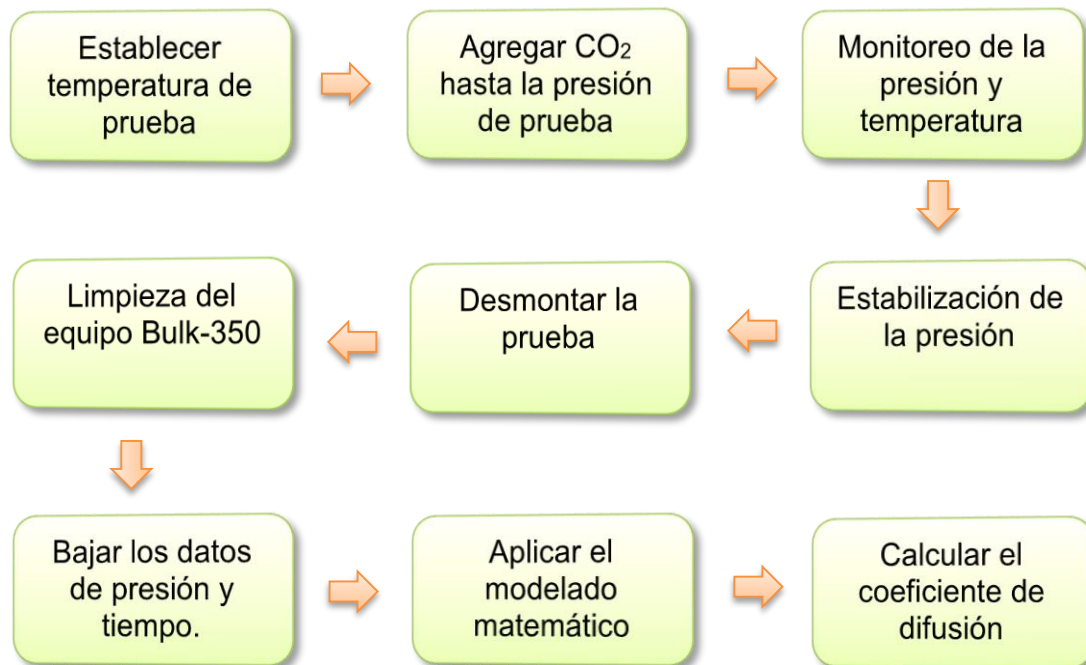 Establecer
temperatura de
prueba
Agregar CO₂
hasta la presión
de prueba
Monitoreo de la
presión y
temperatura
Estabilización de
la presión
Desmontar la
prueba
Limpieza del
equipo Bulk-350
Bajar los datos
de presión y
tiempo.
Aplicar el
modelado
matemático
Calcular el
coeficiente de
difusión